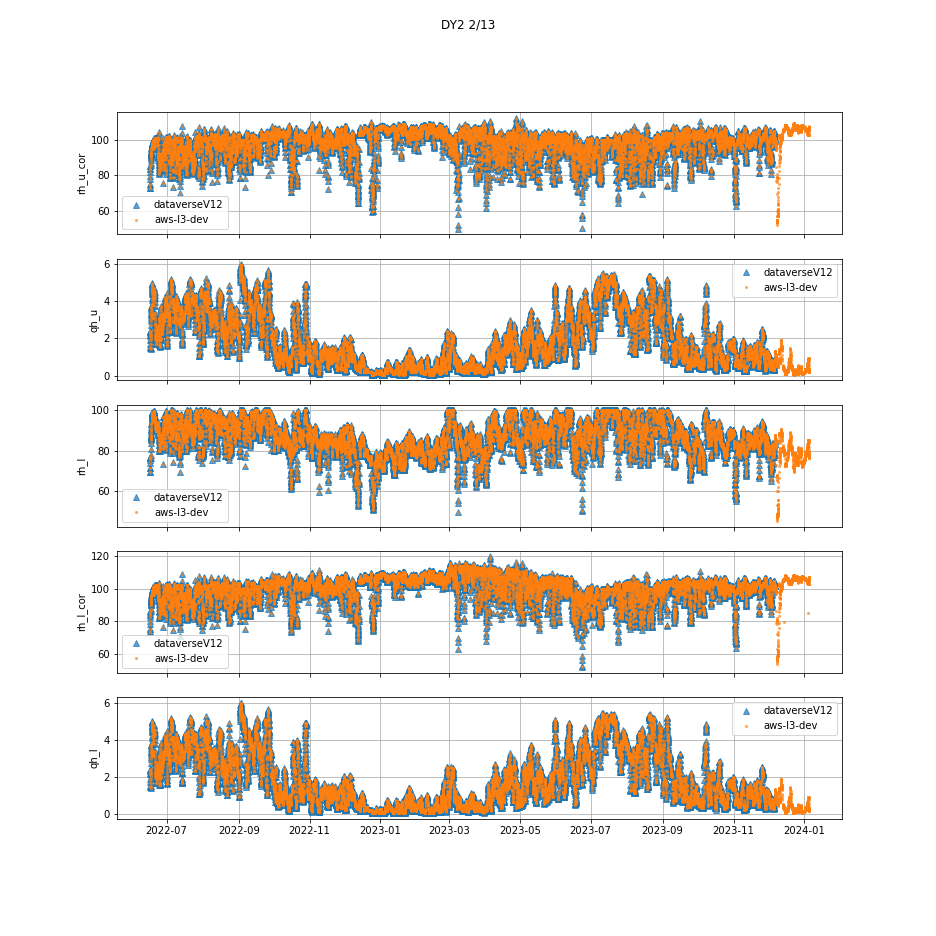 DY2 2/13
100
80
60
rh_u_cor
dataverseV12
aws-l3-dev
6
4
2
0
qh_u
dataverseV12
aws-l3-dev
100
80
60
rh_l
dataverseV12
aws-l3-dev
120
100
80
60
rh_l_cor
dataverseV12
aws-l3-dev
6
4
2
0
qh_l
dataverseV12
aws-l3-dev
2022-07 2022-09 2022-11 2023-01 2023-03 2023-05 2023-07 2023-09 2023-11 2024-01